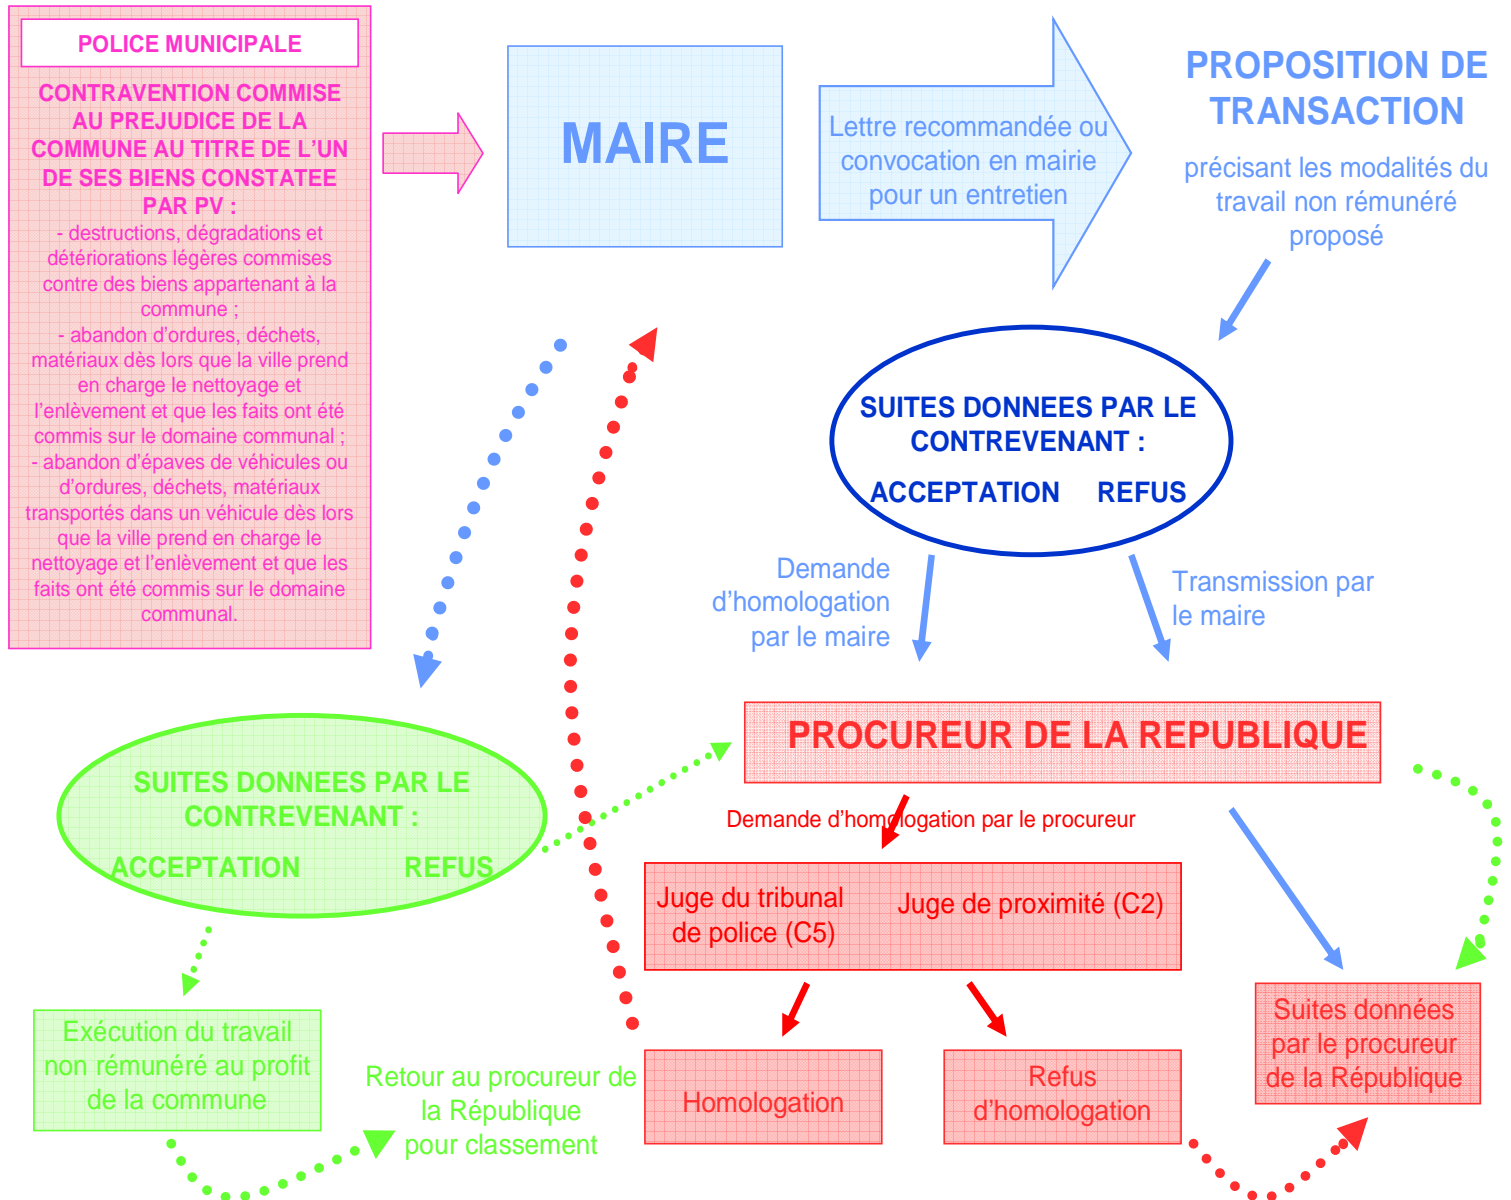 POLICE MUNICIPALE
CONTRAVENTION COMMISE
AU PREJUDICE DE LA
COMMUNE AU TITRE DE L'UN
DE SES BIENS CONSTATEE
PAR PV :
- destructions, dégradations et
détériorations légères commises
contre des biens appartenant à la
commune ;
- abandon d'ordures, déchets,
matériaux dès lors que la ville prend
en charge le nettoyage et
l'enlèvement et que les faits ont été
commis sur le domaine communal ;
- abandon d'épaves de véhicules ou
d'ordures, déchets, matériaux
transportés dans un véhicule dès lors
que la ville prend en charge le
nettoyage et l'enlèvement et que les
faits ont été commis sur le domaine
communal.
MAIRE
Lettre recommandée ou
convocation en mairie
pour un entretien
PROPOSITION DE
TRANSACTION
précisant les modalités du
travail non rémunéré
proposé
SUITES DONNEES PAR LE
CONTREVENANT :
ACCEPTATION REFUS
Demande
d'homologation
par le maire
Transmission par
le maire
PROCUREUR DE LA REPUBLIQUE
Demande d'homologation par le procureur
Juge du tribunal
de police (C5)
Juge de proximité (C2)
Homologation
Refus
d'homologation
Suites données
par le procureur
de la République
SUITES DONNEES PAR LE
CONTREVENANT :
ACCEPTATION REFUS
Exécution du travail
non rémunéré au profit
de la commune
Retour au procureur de
la République
pour classement